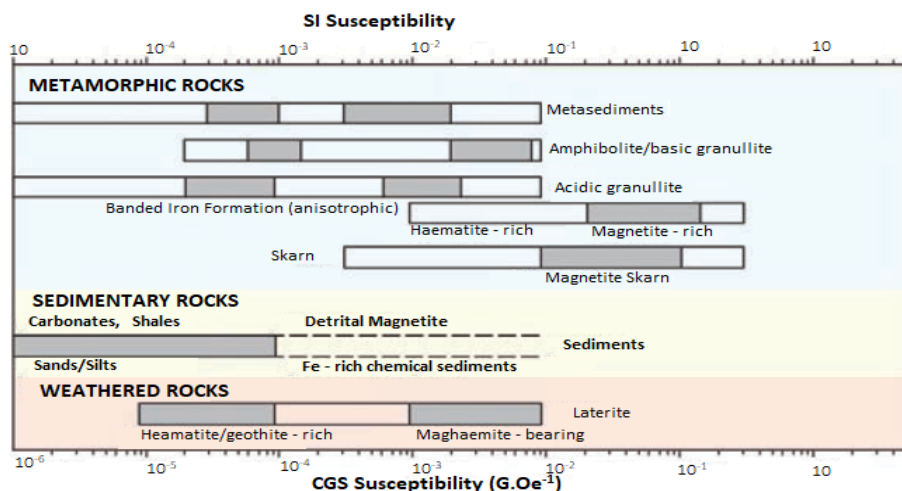 SI Susceptibility
10 10⁻⁴ 10⁻³ 10⁻² 10⁻¹ 10 10
METAMORPHIC ROCKS
Metasediments
Amphibolite/basic granullite
Acidic granullite
Banded Iron Formation (anisotrophic)
Haematite - rich Magnetite - rich
Skarn
Magnetite Skarn
SEDIMENTARY ROCKS
Carbonates, Shales Detrital Magnetite
Sediments
Sands/Silts Fe - rich chemical sediments
WEATHERED ROCKS
Laterite
Heamatite/geothite - rich Maghaemite - bearing
10⁻⁶ 10⁻⁵ 10⁻⁴ 10⁻³ 10⁻² 10⁻¹ 10 10
CGS Susceptibility (G.Oe⁻¹)